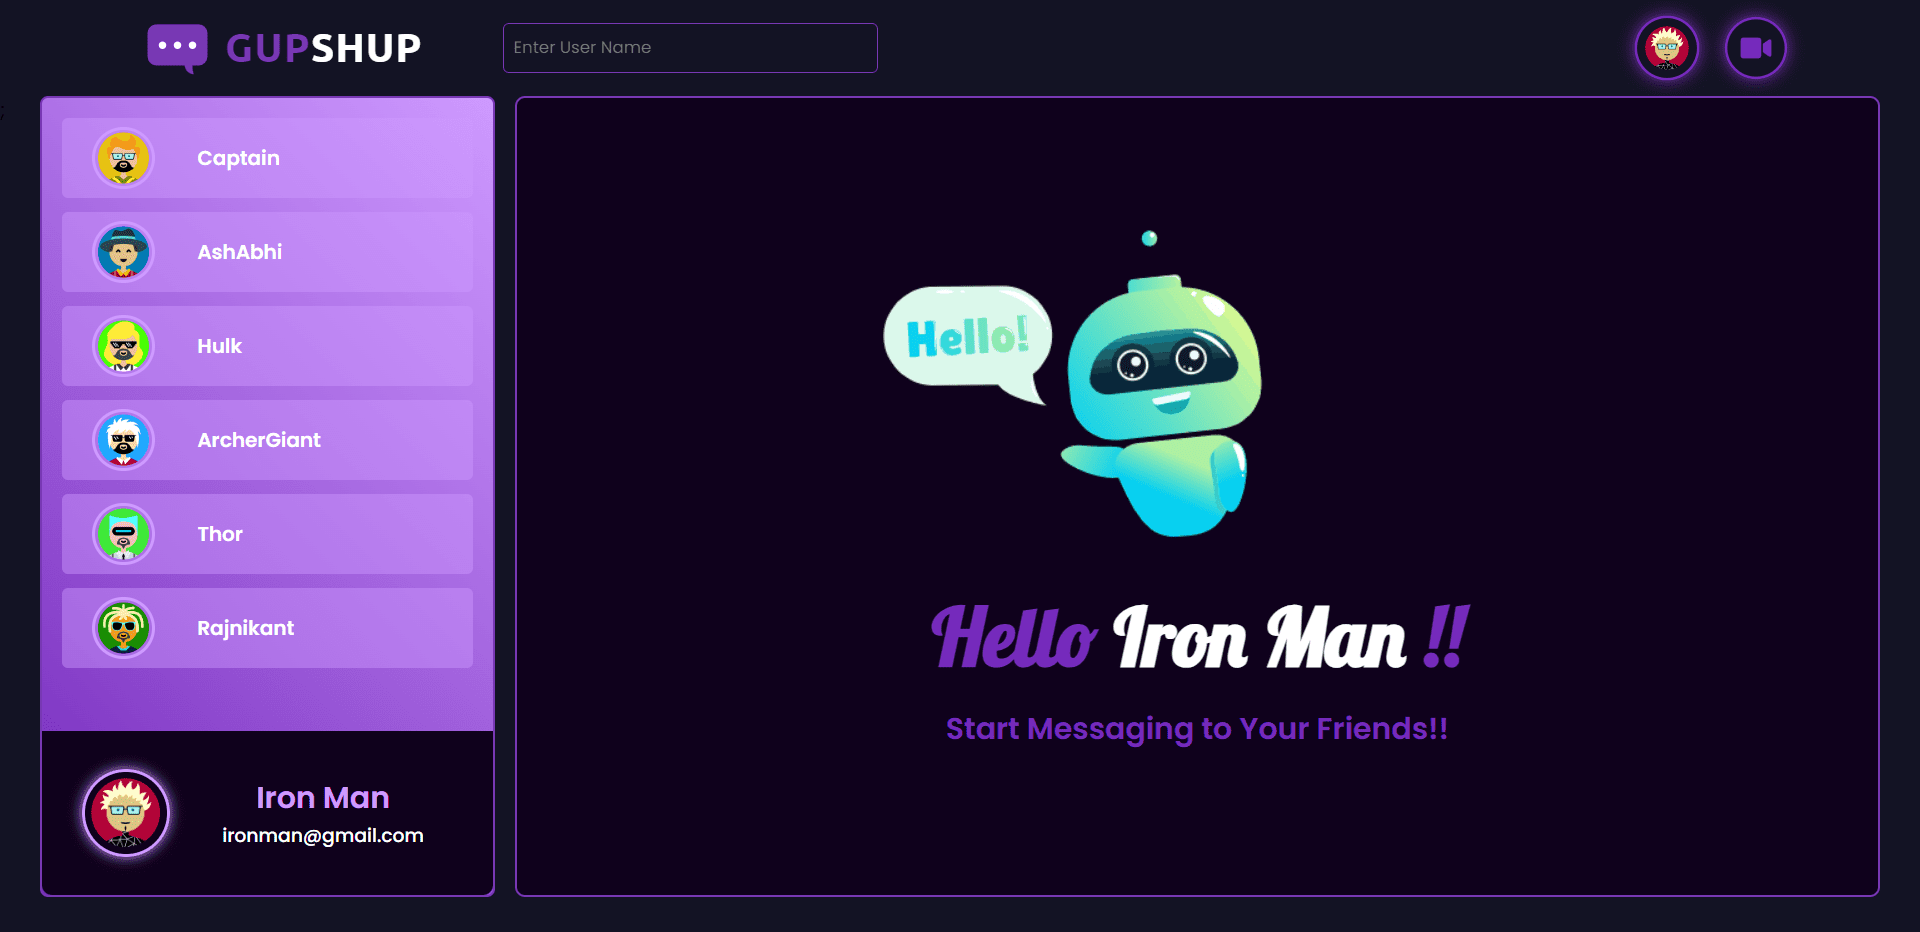 GUPSHUP
Enter User Name
;
Captain
AshAbhi
Hulk
ArcherGiant
Thor
Rajnikant
Iron Man
ironman@gmail.com
Hello!
Hello Iron Man !!
Start Messaging to Your Friends!!